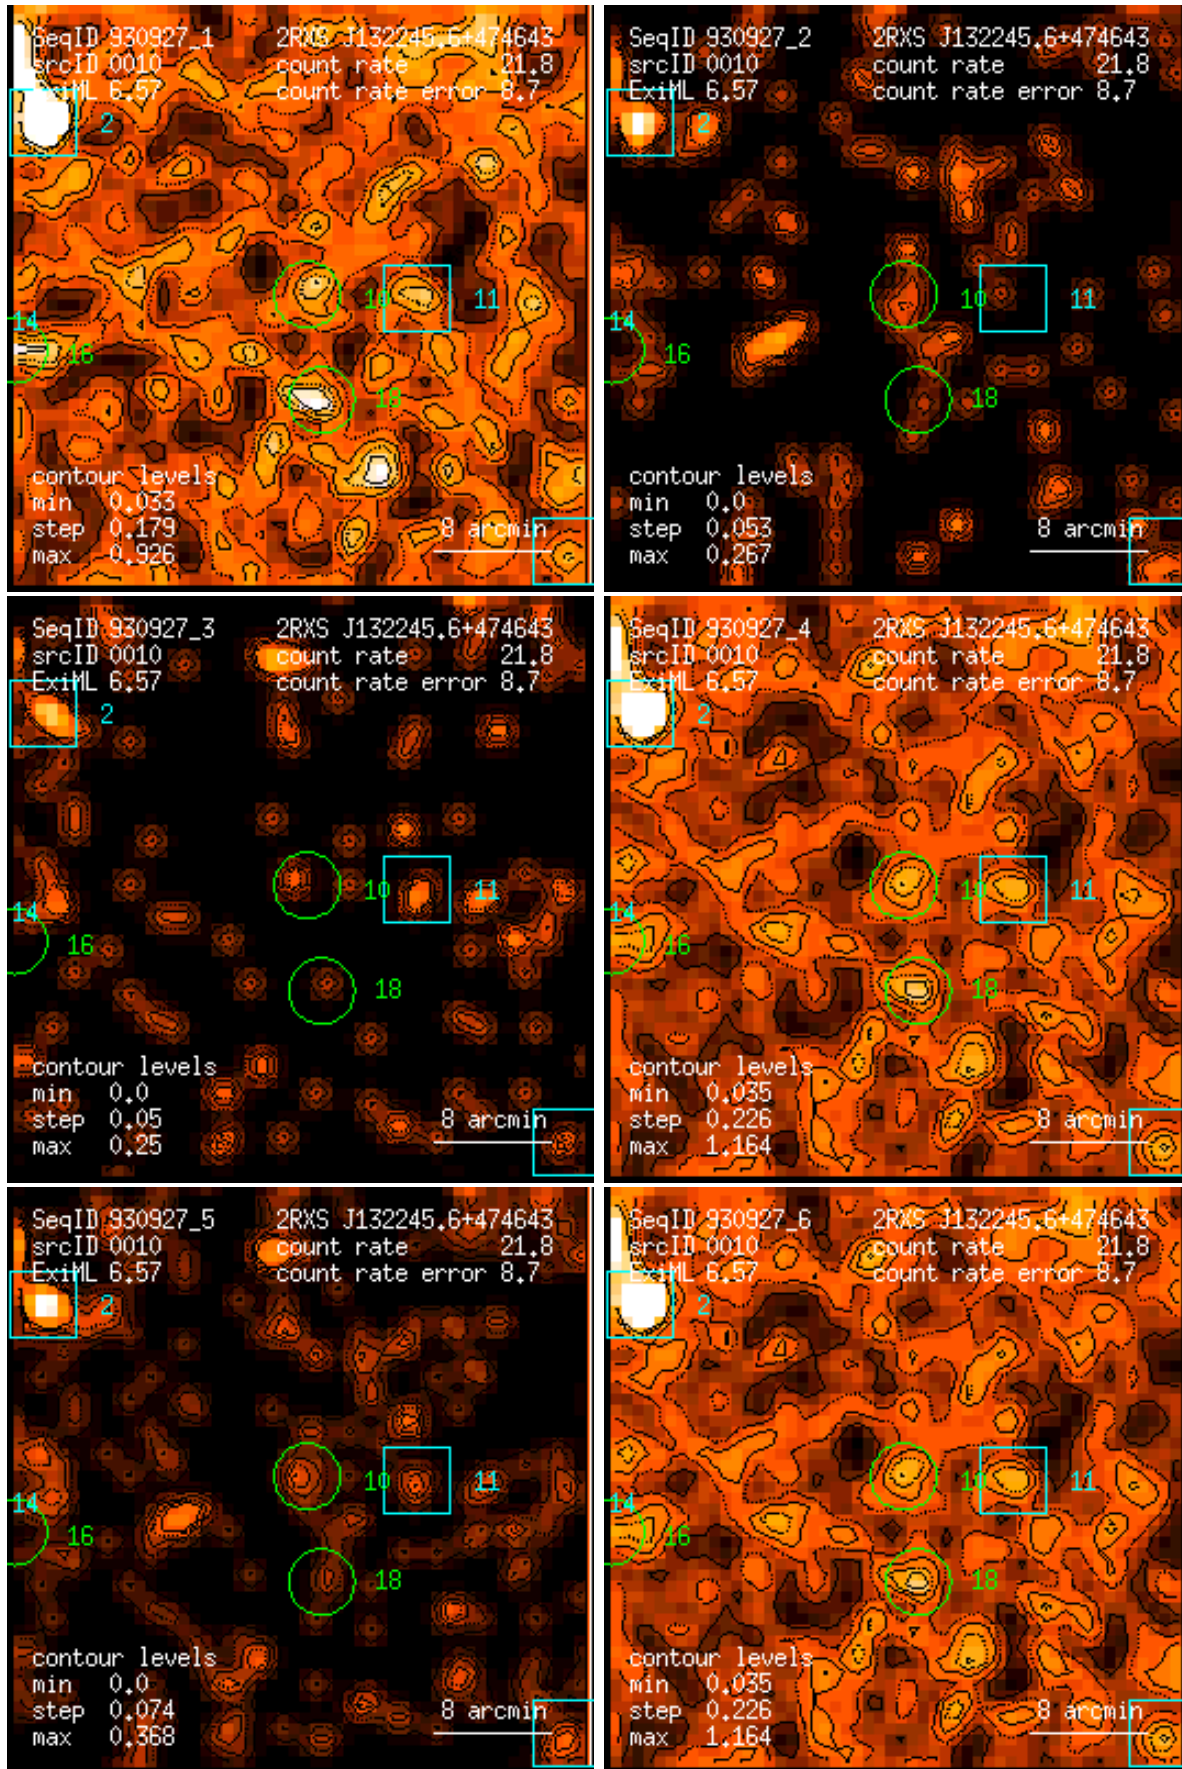 SeqID 930927_1 2RXS J132245.6+474643
srcID 0010 count rate 21.8
ExiML 6.57 count rate error 8.7
2
10
11
14
16
18
contour levels
min 0.033
step 0.179 8 arcmin
max 0.926
SeqID 930927_2 2RXS J132245.6+474643
srcID 0010 count rate 21.8
ExiML 6.57 count rate error 8.7
2
10
11
14
16
18
contour levels
min 0.0
step 0.053 8 arcmin
max 0.267
SeqID 930927_3 2RXS J132245.6+474643
srcID 0010 count rate 21.8
ExiML 6.57 count rate error 8.7
2
10
11
14
16
18
contour levels
min 0.0
step 0.05 8 arcmin
max 0.25
SeqID 930927_4 2RXS J132245.6+474643
srcID 0010 count rate 21.8
ExiML 6.57 count rate error 8.7
2
10
11
14
16
18
contour levels
min 0.035
step 0.226 8 arcmin
max 1.164
SeqID 930927_5 2RXS J132245.6+474643
srcID 0010 count rate 21.8
ExiML 6.57 count rate error 8.7
2
10
11
14
16
18
contour levels
min 0.0
step 0.074 8 arcmin
max 0.368
SeqID 930927_6 2RXS J132245.6+474643
srcID 0010 count rate 21.8
ExiML 6.57 count rate error 8.7
2
10
11
14
16
18
contour levels
min 0.035
step 0.226 8 arcmin
max 1.164